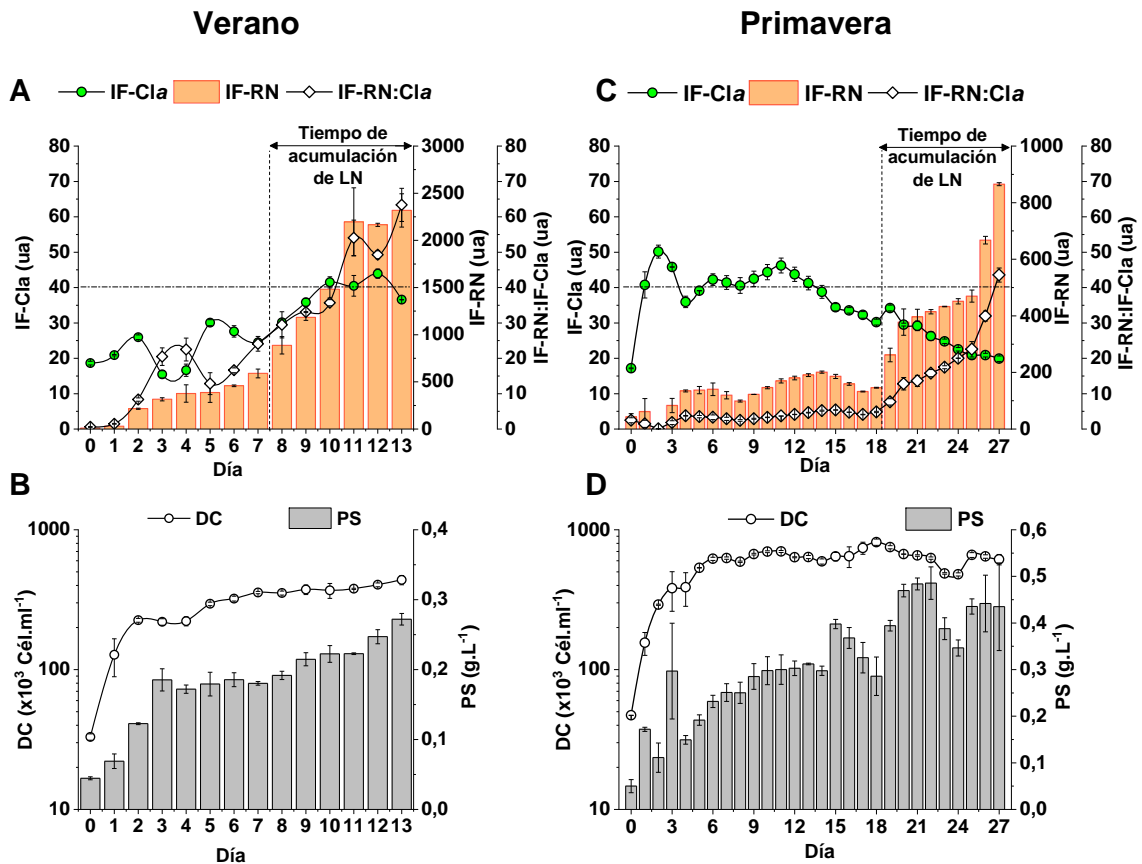 Verano
Primavera
A
IF-Cla IF-RN IF-RN:Cla
Tiempo de
acumulación
de LN
80
70
60
50
40
30
20
10
0
IF-Cla (ua)
3000
2500
2000
1500
1000
500
0
IF-RN (ua)
80
70
60
50
40
30
20
10
0
IF-RN:IF-Cla (ua)
0 1 2 3 4 5 6 7 8 9 10 11 12 13
Día
C
IF-Cla IF-RN IF-RN:Cla
Tiempo de
acumulación
de LN
80
70
60
50
40
30
20
10
0
IF-Cla (ua)
1000
800
600
400
200
0
IF-RN (ua)
80
70
60
50
40
30
20
10
0
IF-RN:IF-Cla (ua)
0 3 6 9 12 15 18 21 24 27
Día
B
DC PS
1000
100
10
DC (x10³ Cél.ml⁻¹)
0,4
0,3
0,2
0,1
0,0
PS (g.L⁻¹)
0 1 2 3 4 5 6 7 8 9 10 11 12 13
Día
D
DC PS
1000
100
10
DC (x10³ Cél.ml⁻¹)
0,6
0,5
0,4
0,3
0,2
0,1
0,0
PS (g.L⁻¹)
0 3 6 9 12 15 18 21 24 27
Día